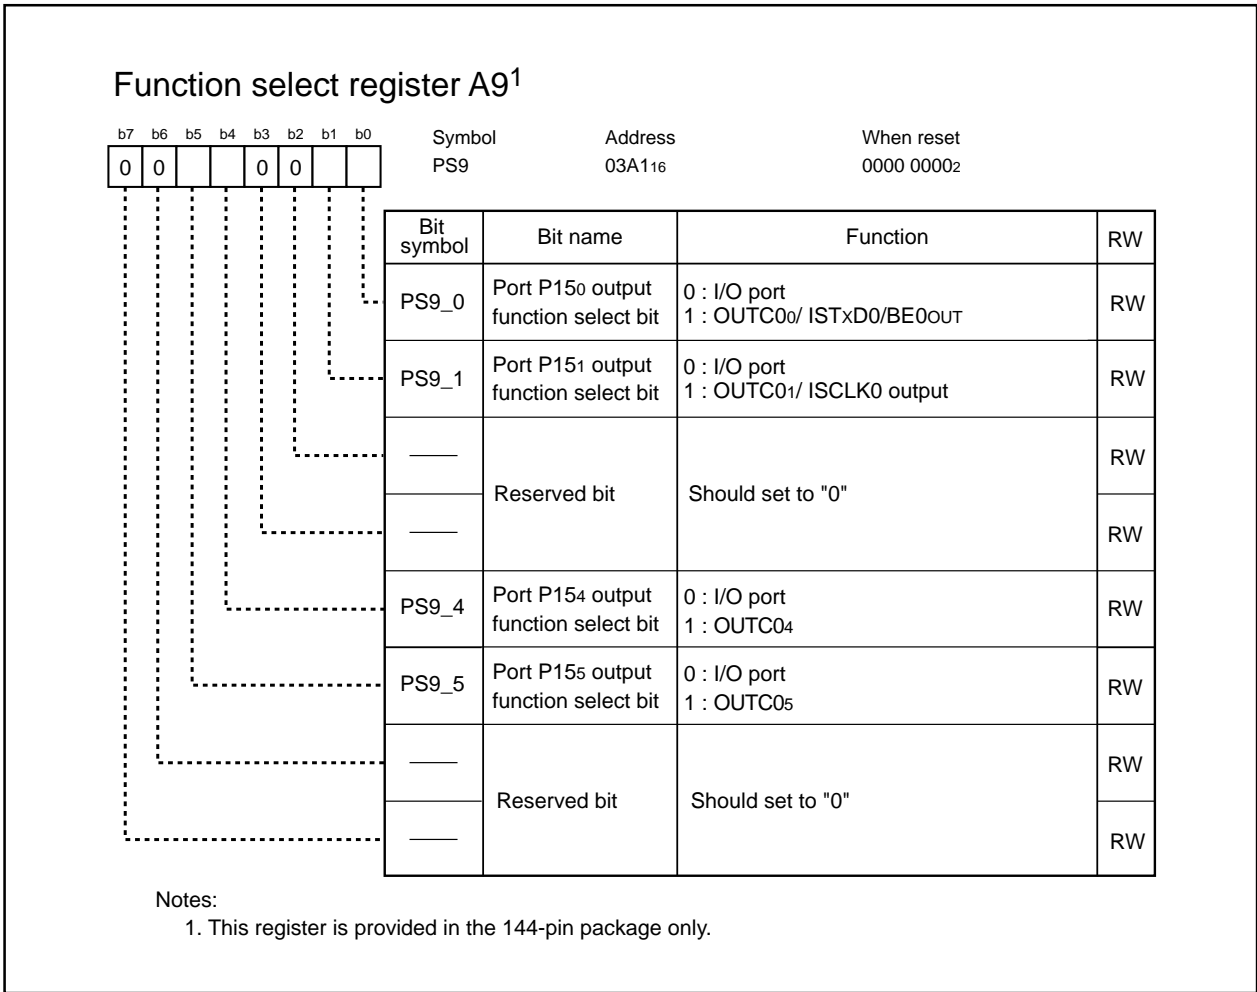 Function select register A9¹
b7 b6 b5 b4 b3 b2 b1 b0
0 0 0 0
Symbol Address When reset
PS9 03A1₁₆ 0000 0000₂
Bit symbol Bit name Function RW
PS9_0 Port P15₀ output function select bit 0 : I/O port RW
1 : OUTC0₀/ ISTxD0/BE0OUT
PS9_1 Port P15₁ output function select bit 0 : I/O port RW
1 : OUTC0₁/ ISCLK0 output
—— Reserved bit Should set to "0" RW
—— RW
PS9_4 Port P15₄ output function select bit 0 : I/O port RW
1 : OUTC0₄
PS9_5 Port P15₅ output function select bit 0 : I/O port RW
1 : OUTC0₅
—— Reserved bit Should set to "0" RW
—— RW
Notes:
1. This register is provided in the 144-pin package only.